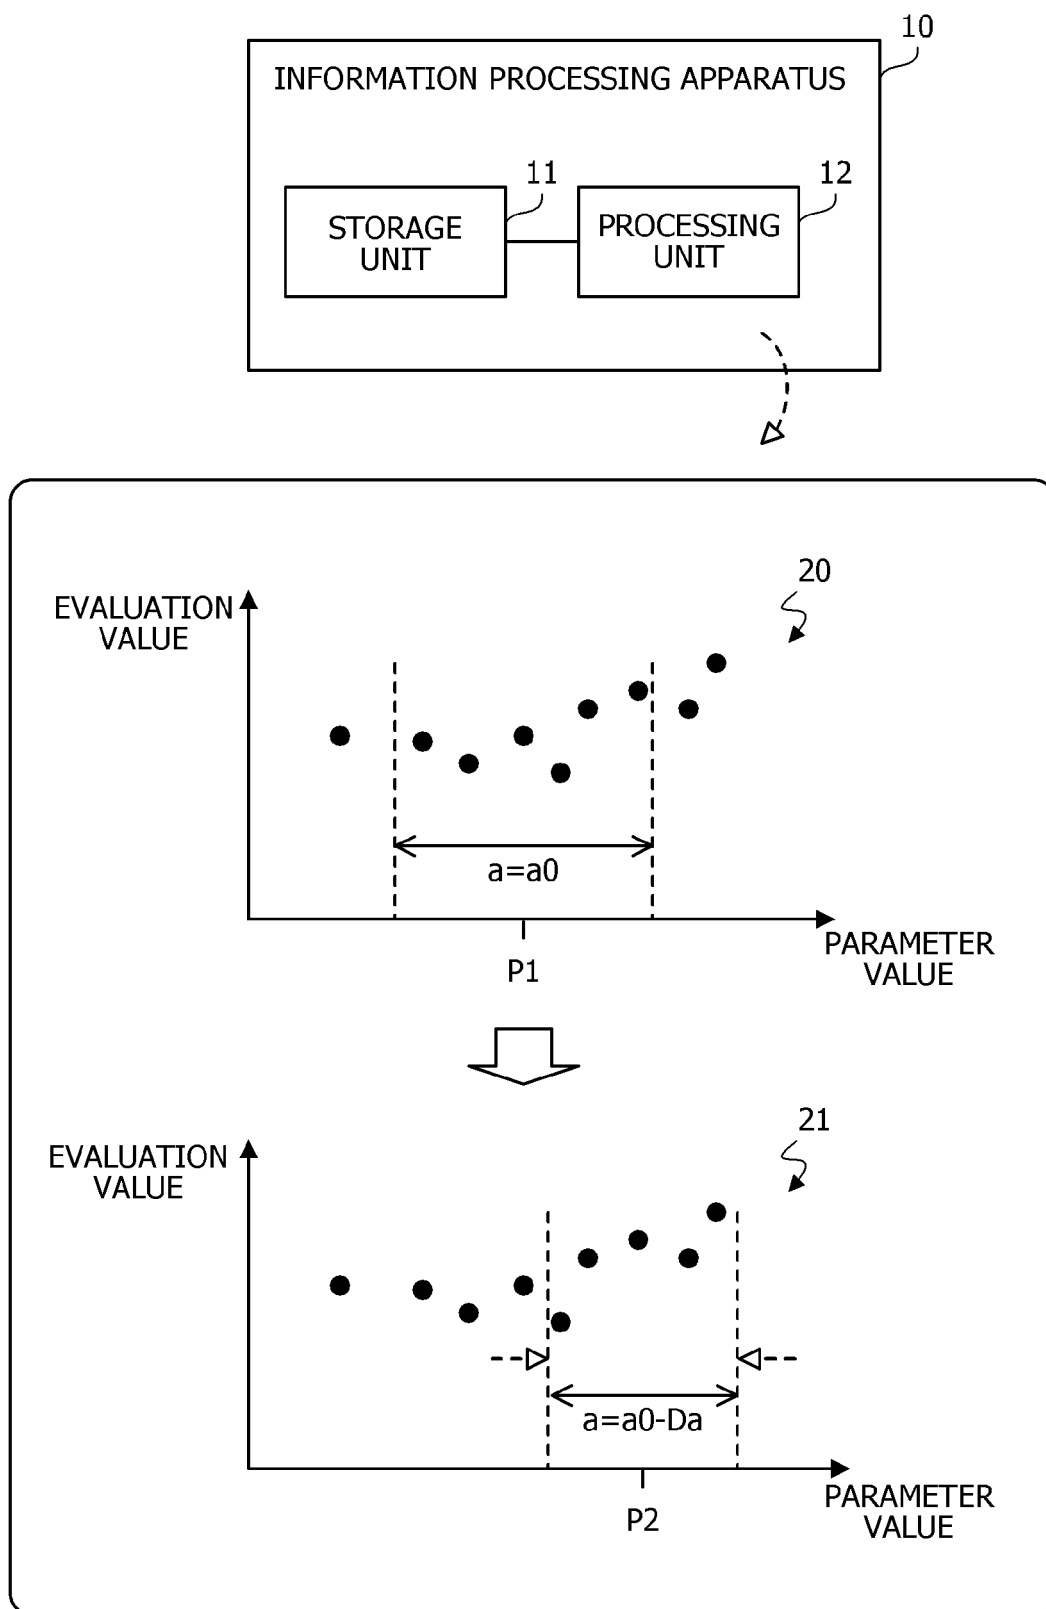 10
INFORMATION PROCESSING APPARATUS
11
12
STORAGE
UNIT
PROCESSING
UNIT
20
EVALUATION
VALUE
a=a0
PARAMETER
VALUE
P1
21
EVALUATION
VALUE
a=a0-Da
PARAMETER
VALUE
P2